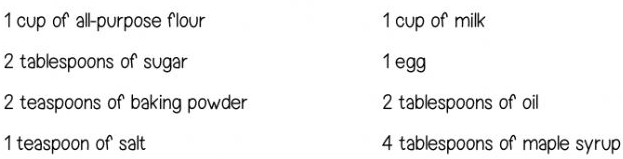 1 cup of all-purpose flour
2 tablespoons of sugar
2 teaspoons of baking powder
1 teaspoon of salt
1 cup of milk
1 egg
2 tablespoons of oil
4 tablespoons of maple syrup